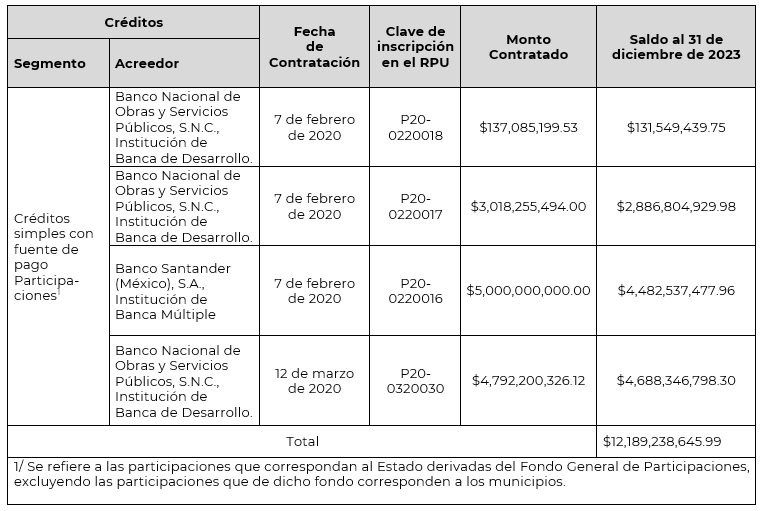 Créditos
Fecha
de
Contratación
Clave de
inscripción
en el RPU
Monto
Contratado
Saldo al 31 de
diciembre de 2023
Segmento
Acreedor
Créditos
simples con
fuente de
pago
Participa-
ciones1
Banco Nacional de
Obras y Servicios
Públicos, S.N.C.,
Institución de
Banca de Desarrollo.
7 de febrero
de 2020
P20-
0220018
$137,085,199.53
$131,549,439.75
Banco Nacional de
Obras y Servicios
Públicos, S.N.C.,
Institución de
Banca de Desarrollo.
7 de febrero
de 2020
P20-
0220017
$3,018,255,494.00
$2,886,804,929.98
Banco Santander
(México), S.A.,
Institución de
Banca Múltiple
7 de febrero
de 2020
P20-
0220016
$5,000,000,000.00
$4,482,537,477.96
Banco Nacional de
Obras y Servicios
Públicos, S.N.C.,
Institución de
Banca de Desarrollo.
12 de marzo
de 2020
P20-
0320030
$4,792,200,326.12
$4,688,346,798.30
Total
$12,189,238,645.99
1/ Se refiere a las participaciones que correspondan al Estado derivadas del Fondo General de Participaciones,
excluyendo las participaciones que de dicho fondo corresponden a los municipios.